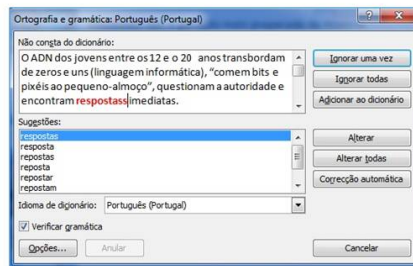 Ortografia e gramática: Português (Portugal)
Não consta do dicionário:
O ADN dos jovens entre os 12 e o 20 anos transbordam
de zeros e uns (linguagem informática), “comem bits e
pixéis ao pequeno-almoço”, questionam a autoridade e
encontram respostass imediatas.
Ignorar uma vez
Ignorar todas
Adicionar ao dicionário
Sugestões:
respostas
resposta
repostas
reposta
repostar
repostam
Alterar
Alterar todas
Correcção automática
Idioma de dicionário: Português (Portugal)
Verificar gramática
Opções... Anular Cancelar